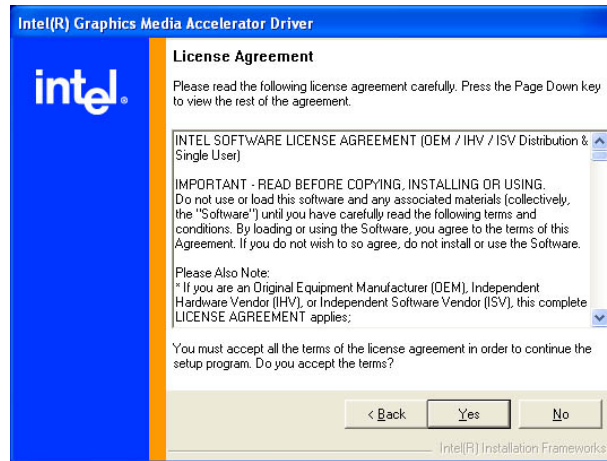 Intel(R) Graphics Media Accelerator Driver
intel®
License Agreement
Please read the following license agreement carefully. Press the Page Down key
to view the rest of the agreement.
INTEL SOFTWARE LICENSE AGREEMENT (OEM / IHV / ISV Distribution &
Single User)
IMPORTANT - READ BEFORE COPYING, INSTALLING OR USING.
Do not use or load this software and any associated materials (collectively,
the "Software") until you have carefully read the following terms and
conditions. By loading or using the Software, you agree to the terms of this
Agreement. If you do not wish to so agree, do not install or use the Software.
Please Also Note:
* If you are an Original Equipment Manufacturer (OEM), Independent
Hardware Vendor (IHV), or Independent Software Vendor (ISV), this complete
LICENSE AGREEMENT applies;
You must accept all the terms of the license agreement in order to continue the
setup program. Do you accept the terms?
< Back Yes No
Intel(R) Installation Frameworks